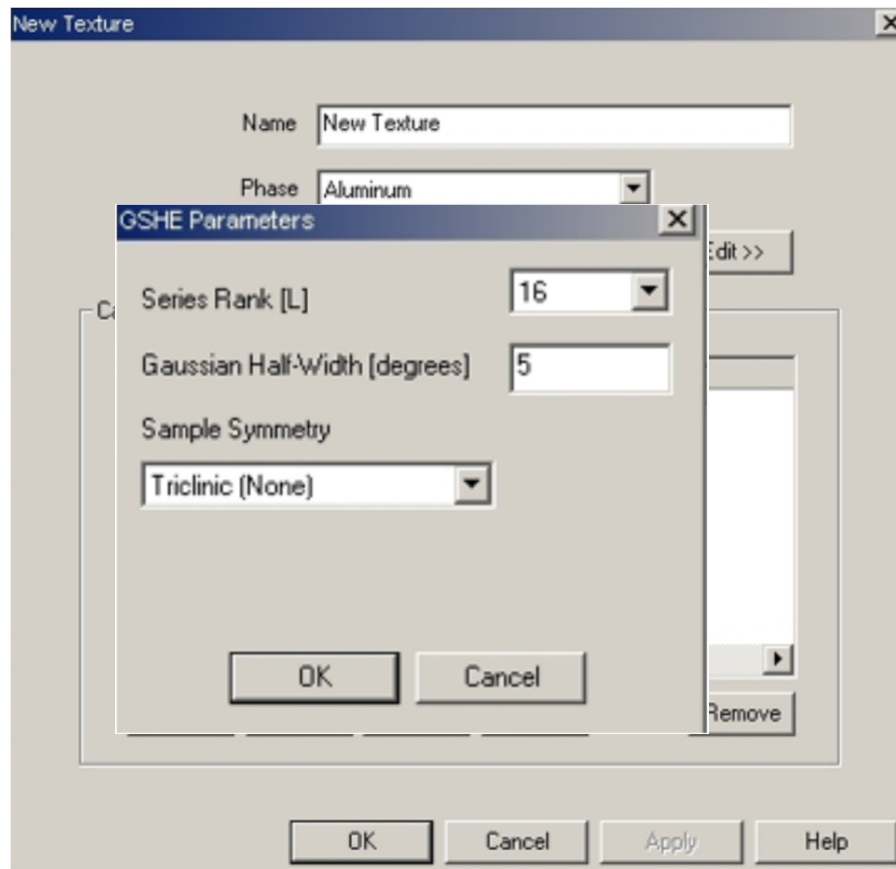 New Texture
Name New Texture
Phase Aluminum
GSHE Parameters
Edit >>
Series Rank [L] 16
Gaussian Half-Width [degrees] 5
Sample Symmetry
Triclinic (None)
OK Cancel
Remove
OK Cancel Apply Help